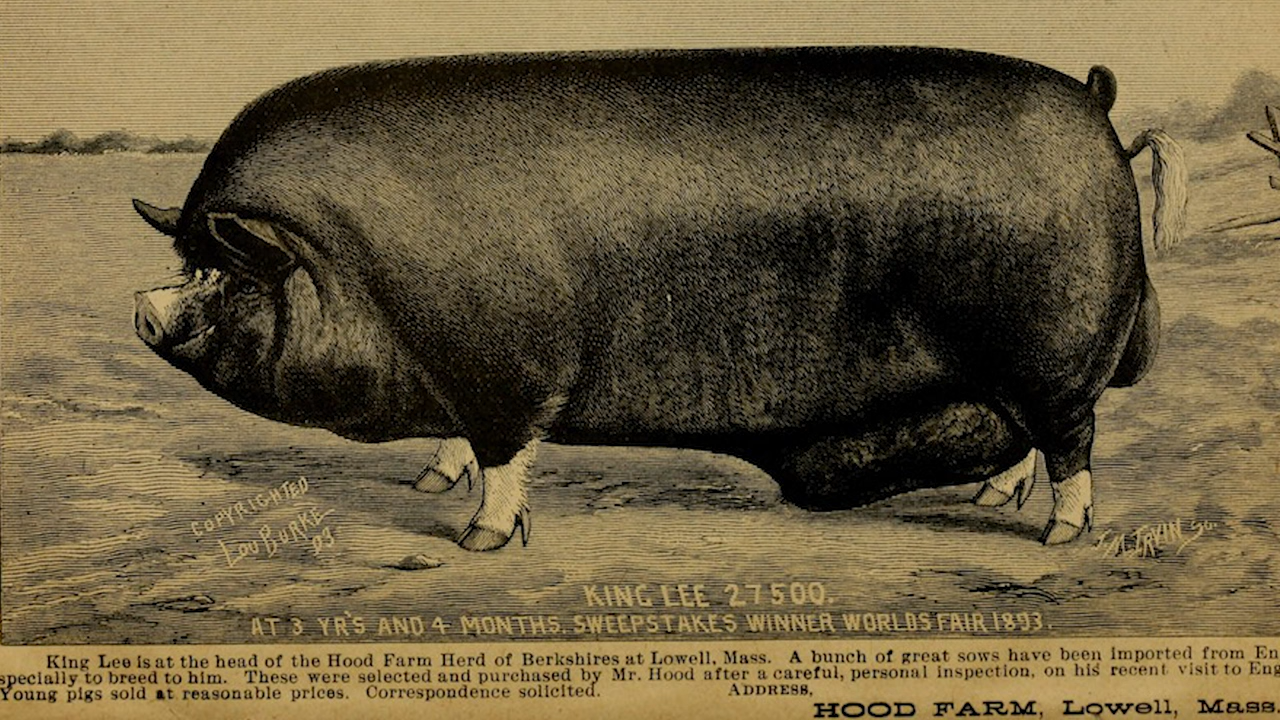 COPYRIGHTED
LOU BURKE
93
J.M. IRVIN SC.
KING LEE 27500.
AT 3 YR'S AND 4 MONTHS. SWEEPSTAKES WINNER WORLDS FAIR 1893.
King Lee is at the head of the Hood Farm Herd of Berkshires at Lowell, Mass. A bunch of great sows have been imported from En
specially to breed to him. These were selected and purchased by Mr. Hood after a careful, personal inspection, on his recent visit to Eng
Young pigs sold at reasonable prices. Correspondence solicited. ADDRESS,
HOOD FARM, Lowell, Mass.